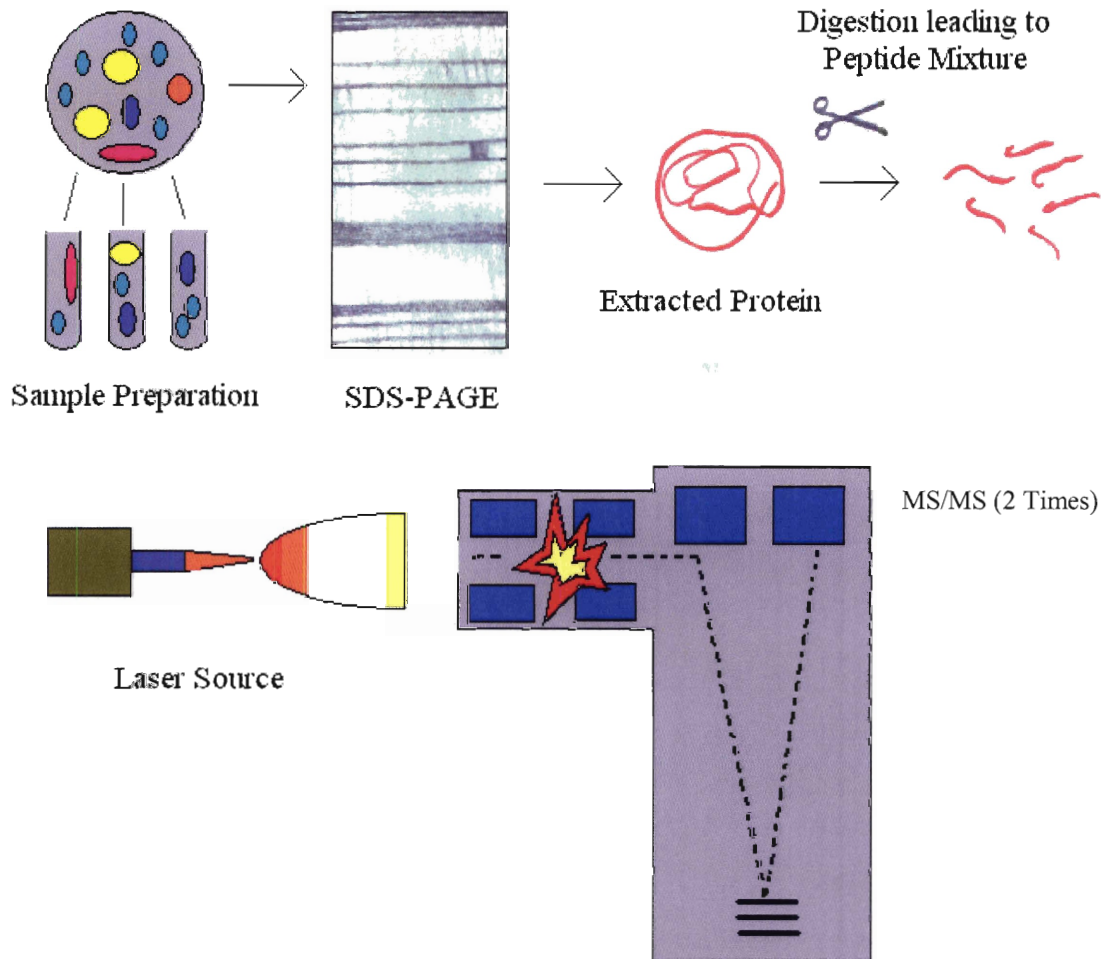 Digestion leading to
Peptide Mixture
Extracted Protein
Sample Preparation
SDS-PAGE
MS/MS (2 Times)
Laser Source